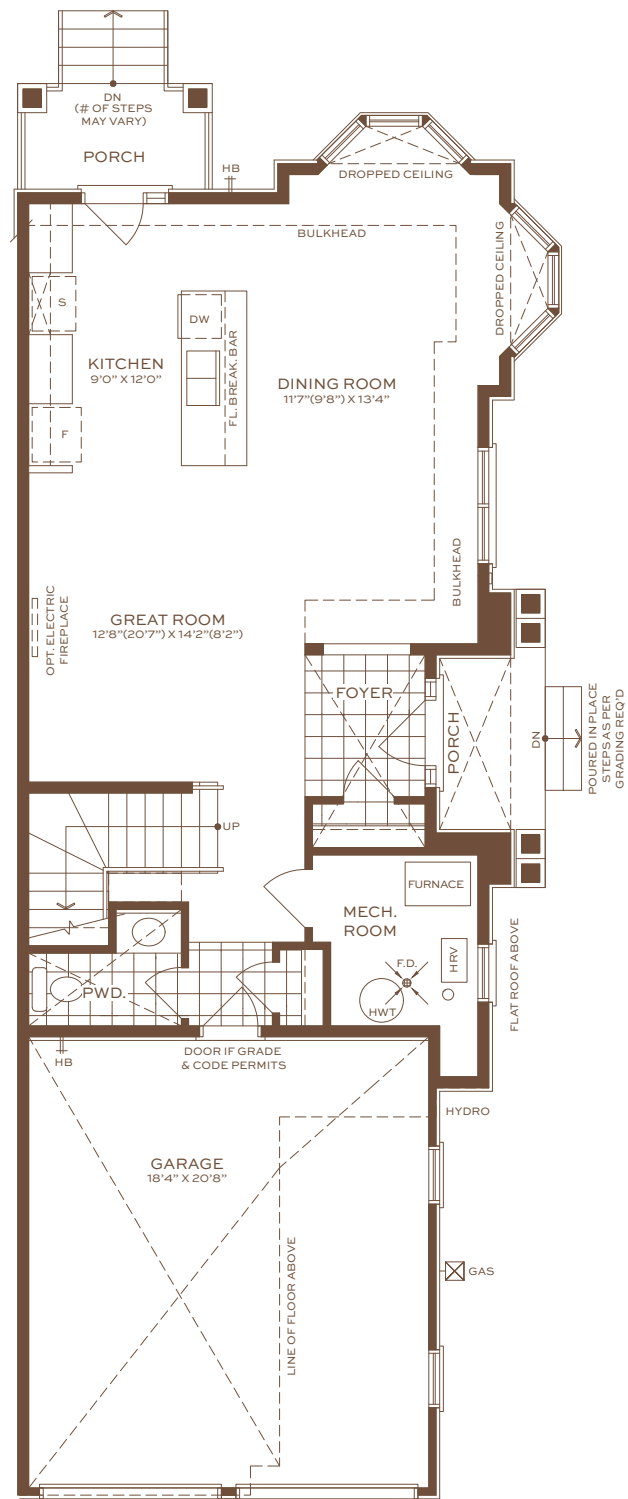 DN
(# OF STEPS
MAY VARY)
PORCH
HB
DROPPED CEILING
BULKHEAD
DROPPED CEILING
S
DW
KITCHEN
9'0" X 12'0"
FL. BREAK. BAR
DINING ROOM
11'7"(9'8") X 13'4"
F
BULKHEAD
OPT. ELECTRIC
FIREPLACE
GREAT ROOM
12'8"(20'7") X 14'2"(8'2")
FOYER
PORCH
DN
POURED IN PLACE
STEPS AS PER
GRADING REQ'D
UP
FURNACE
MECH.
ROOM
HRV
F.D.
HWT
FLAT ROOF ABOVE
PWD.
HB
DOOR IF GRADE
& CODE PERMITS
HYDRO
GARAGE
18'4" X 20'8"
GAS
LINE OF FLOOR ABOVE